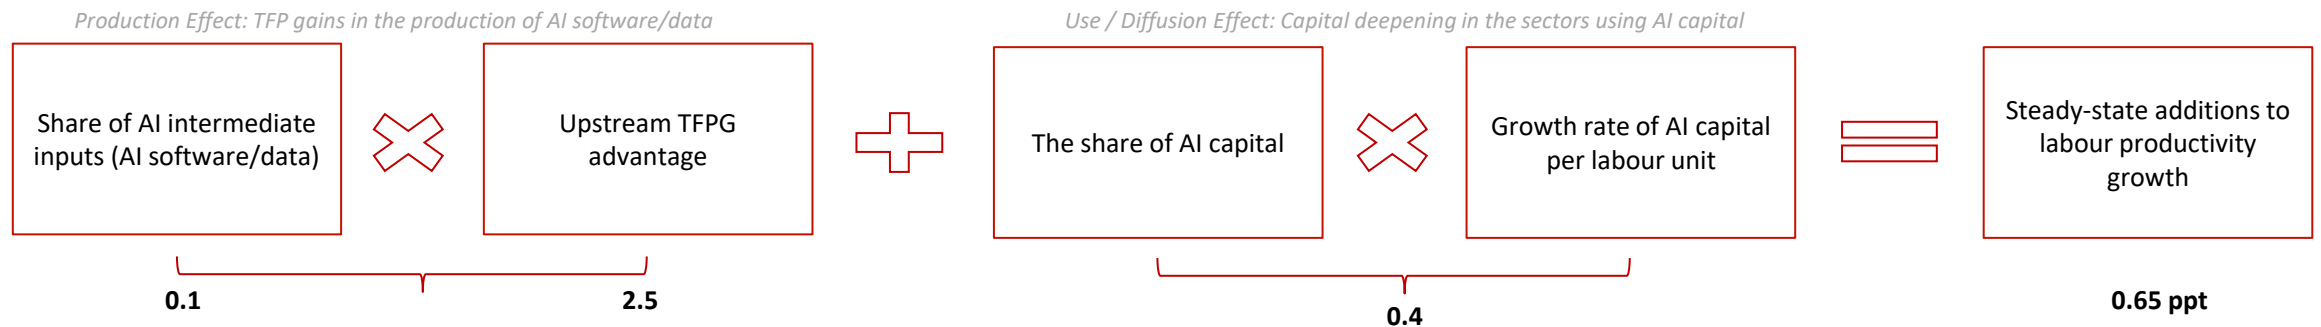 Production Effect: TFP gains in the production of AI software/data
Use / Diffusion Effect: Capital deepening in the sectors using AI capital
Share of AI intermediate
inputs (AI software/data)
Upstream TFPG
advantage
The share of AI capital
Growth rate of AI capital
per labour unit
Steady-state additions to
labour productivity
growth
0.1
2.5
0.4
0.65 ppt